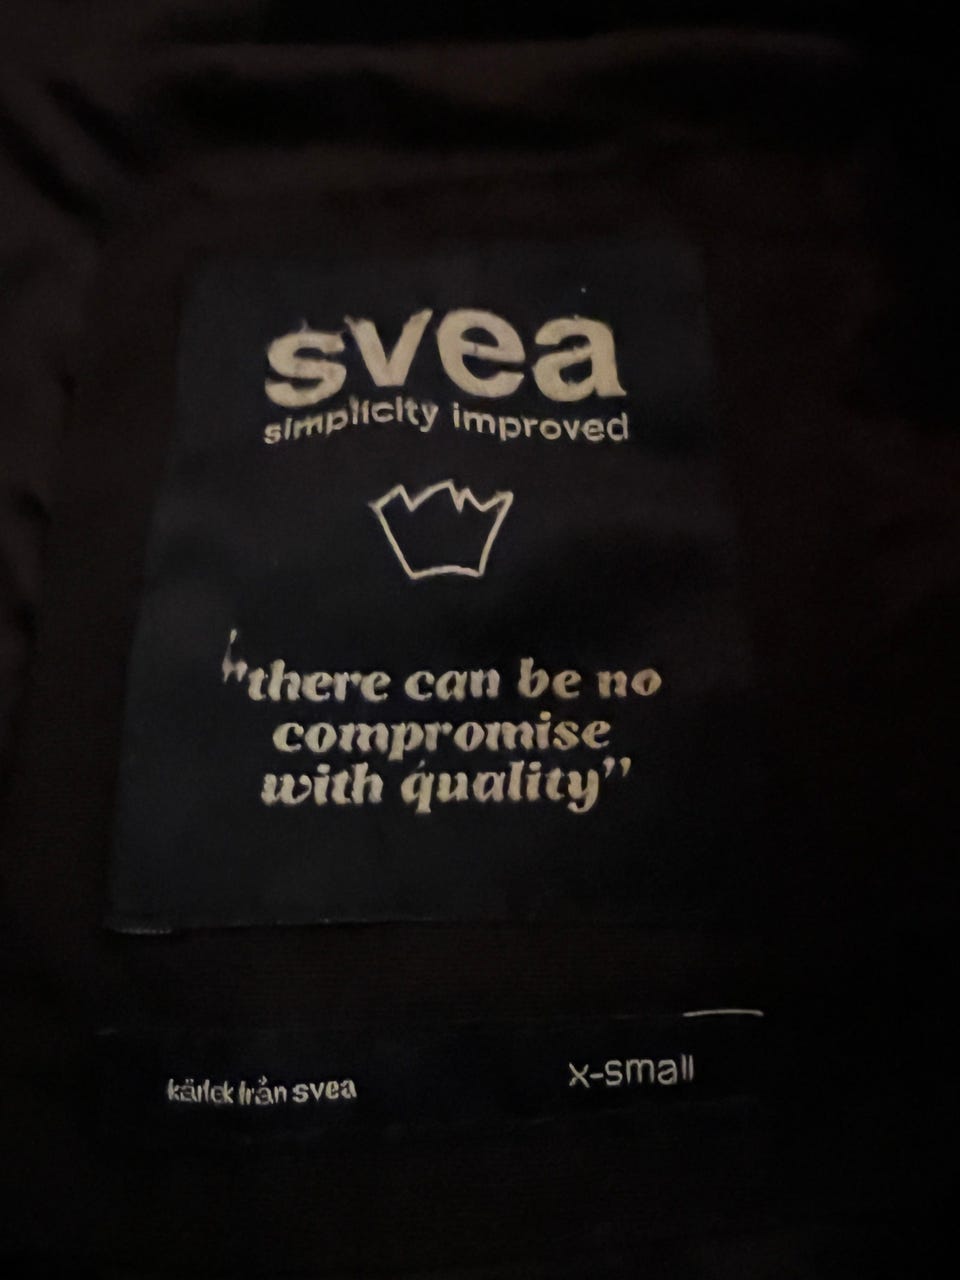 svea
simplicity improved
"there can be no
compromise
with quality”
kärlek från svea
x-small